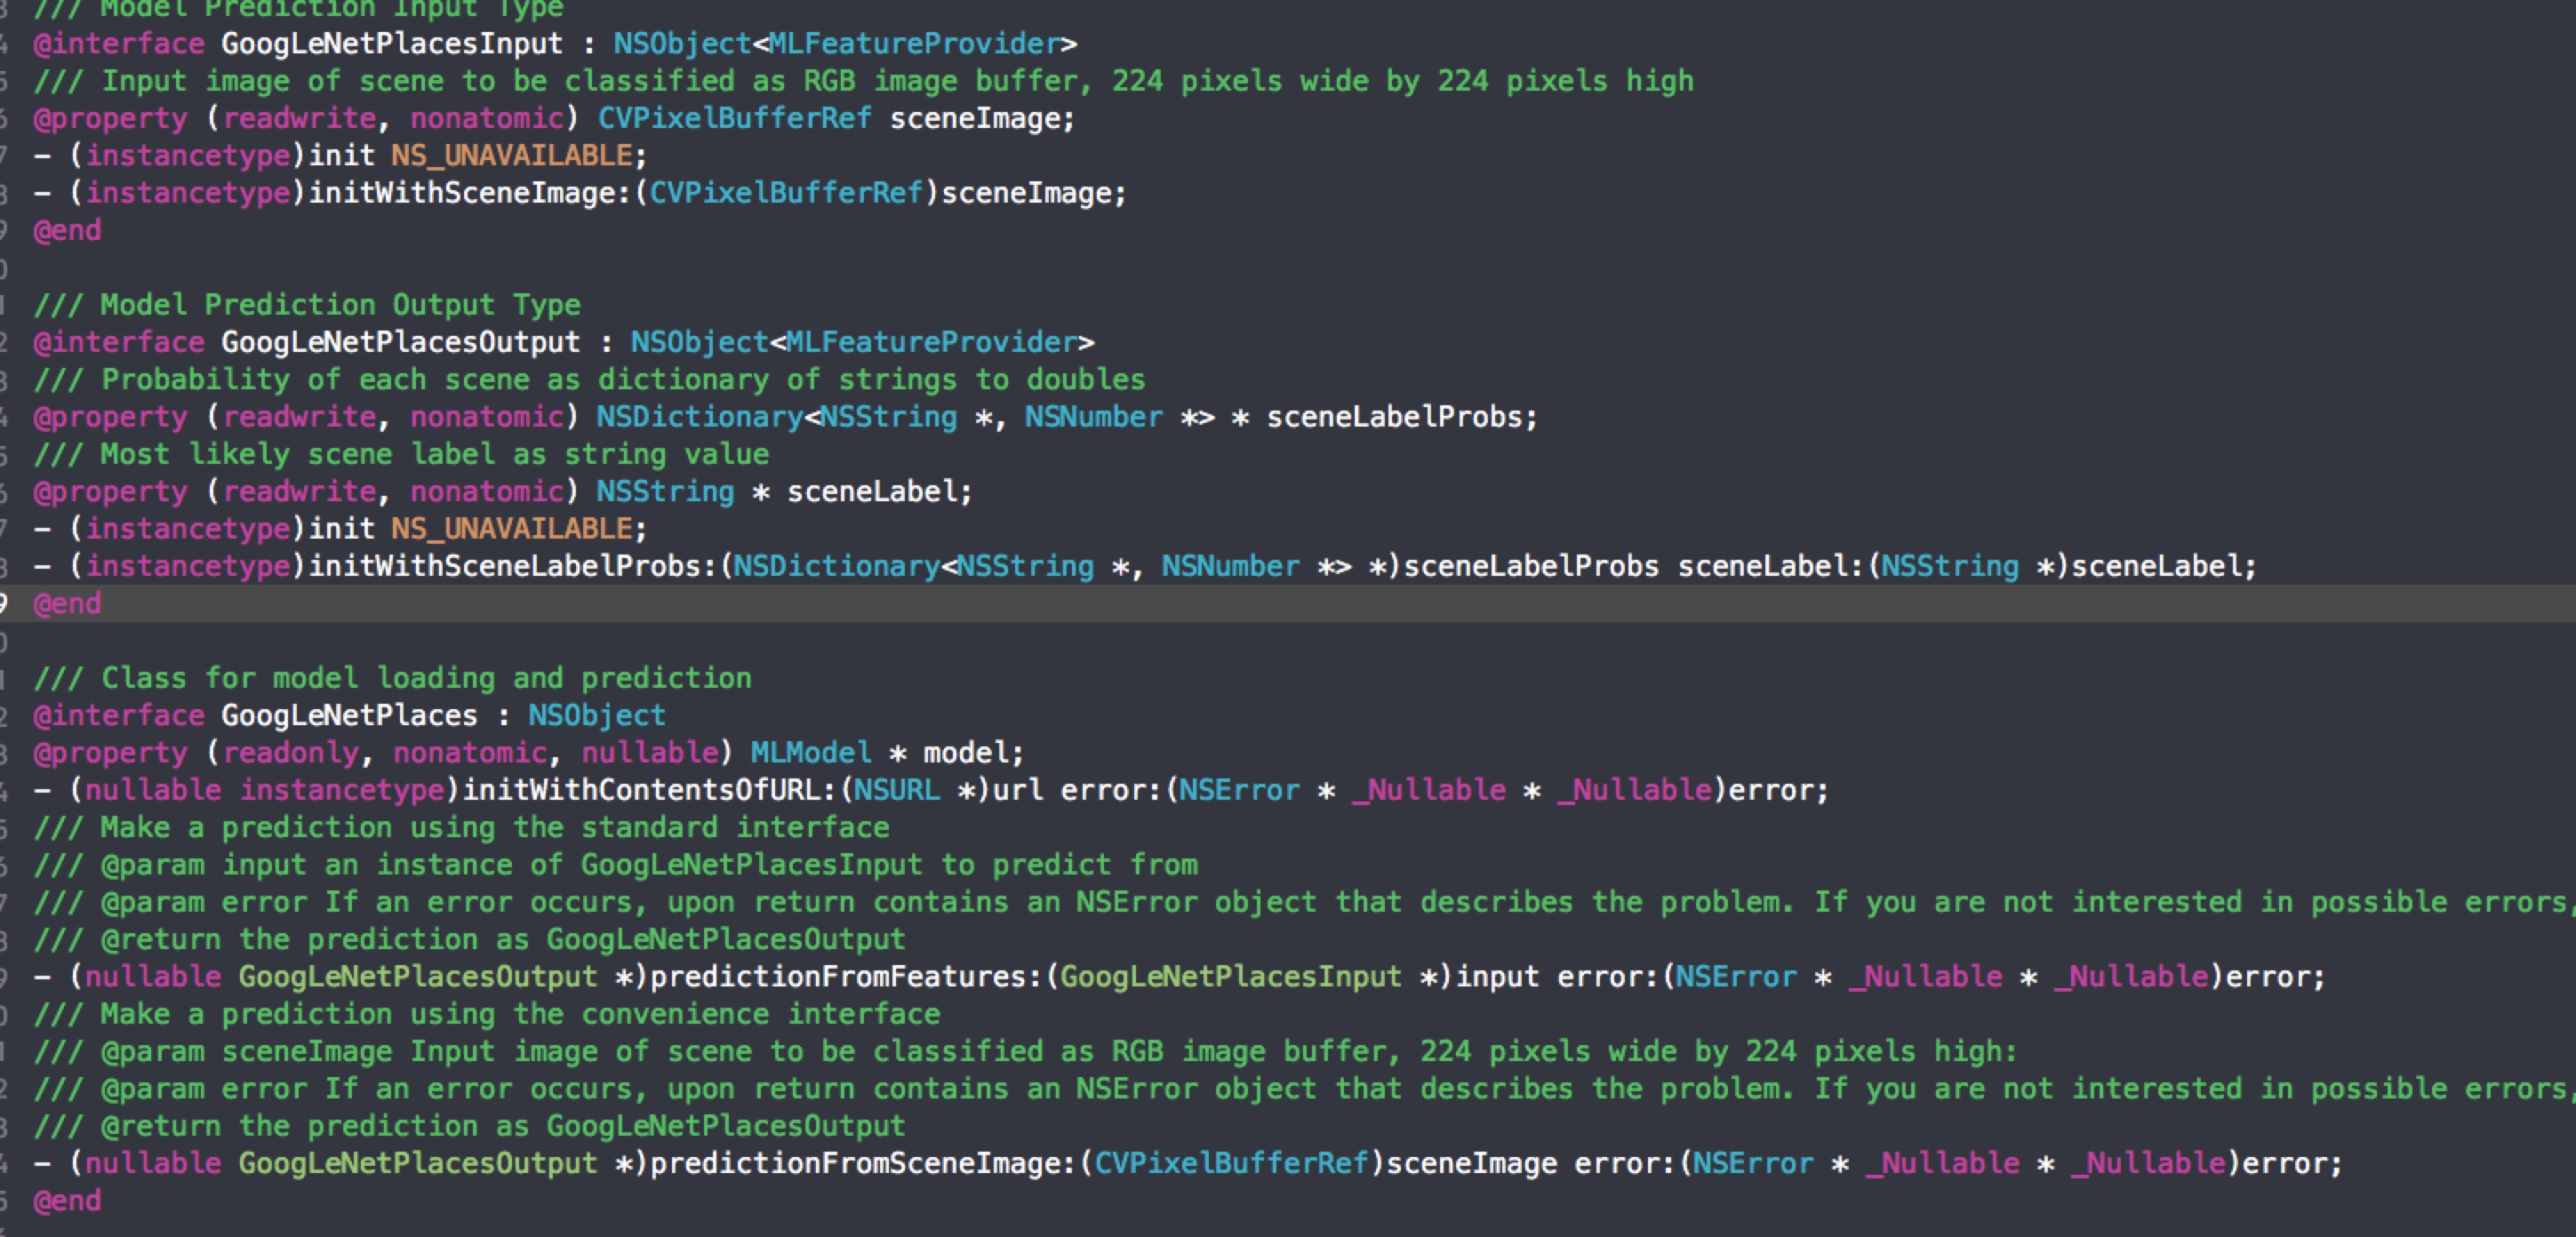 /// Model Prediction Input Type
@interface GoogLeNetPlacesInput : NSObject<MLFeatureProvider>
/// Input image of scene to be classified as RGB image buffer, 224 pixels wide by 224 pixels high
@property (readwrite, nonatomic) CVPixelBufferRef sceneImage;
- (instancetype)init NS_UNAVAILABLE;
- (instancetype)initWithSceneImage:(CVPixelBufferRef)sceneImage;
@end
/// Model Prediction Output Type
@interface GoogLeNetPlacesOutput : NSObject<MLFeatureProvider>
/// Probability of each scene as dictionary of strings to doubles
@property (readwrite, nonatomic) NSDictionary<NSString *, NSNumber *> * sceneLabelProbs;
/// Most likely scene label as string value
@property (readwrite, nonatomic) NSString * sceneLabel;
- (instancetype)init NS_UNAVAILABLE;
- (instancetype)initWithSceneLabelProbs:(NSDictionary<NSString *, NSNumber *> *)sceneLabelProbs sceneLabel:(NSString *)sceneLabel;
@end
/// Class for model loading and prediction
@interface GoogLeNetPlaces : NSObject
@property (readonly, nonatomic, nullable) MLModel * model;
- (nullable instancetype)initWithContentsOfURL:(NSURL *)url error:(NSError * _Nullable * _Nullable)error;
/// Make a prediction using the standard interface
/// @param input an instance of GoogLeNetPlacesInput to predict from
/// @param error If an error occurs, upon return contains an NSError object that describes the problem. If you are not interested in possible errors,
/// @return the prediction as GoogLeNetPlacesOutput
- (nullable GoogLeNetPlacesOutput *)predictionFromFeatures:(GoogLeNetPlacesInput *)input error:(NSError * _Nullable * _Nullable)error;
/// Make a prediction using the convenience interface
/// @param sceneImage Input image of scene to be classified as RGB image buffer, 224 pixels wide by 224 pixels high:
/// @param error If an error occurs, upon return contains an NSError object that describes the problem. If you are not interested in possible errors,
/// @return the prediction as GoogLeNetPlacesOutput
- (nullable GoogLeNetPlacesOutput *)predictionFromSceneImage:(CVPixelBufferRef)sceneImage error:(NSError * _Nullable * _Nullable)error;
@end